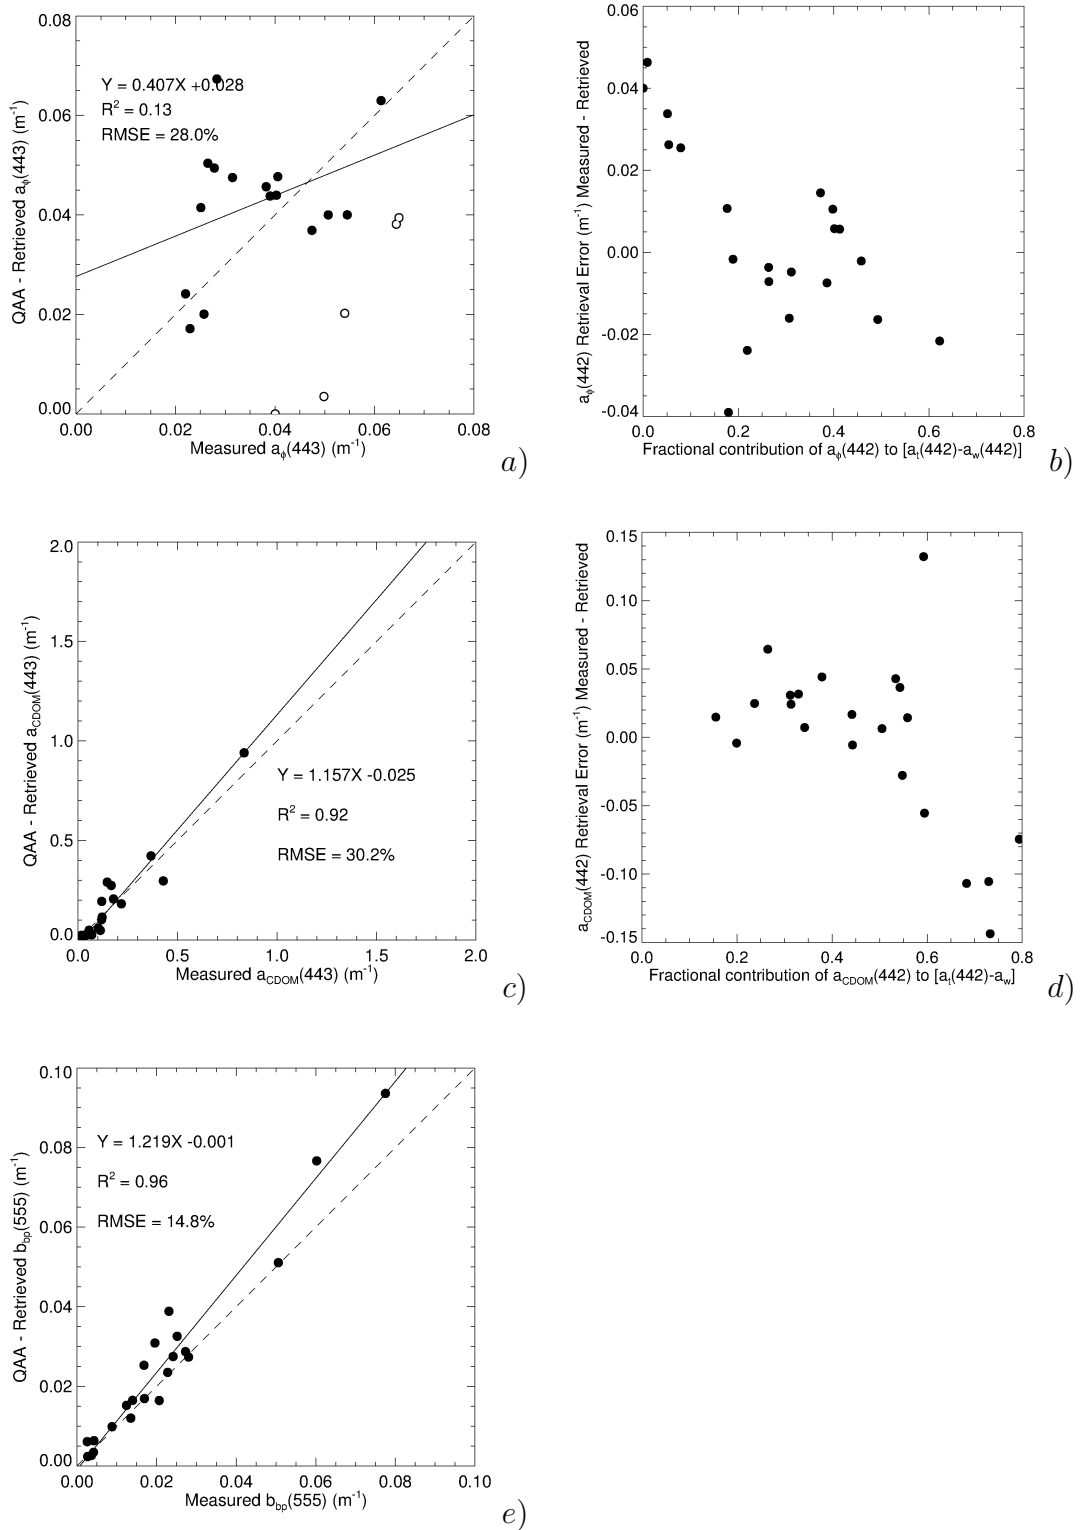 0.08
0.06
0.04
0.02
0.00
QAA - Retrieved aϕ(443) (m⁻¹)
Y = 0.407X +0.028
R² = 0.13
RMSE = 28.0%
0.00 0.02 0.04 0.06 0.08
Measured aϕ(443) (m⁻¹)
a)
0.06
0.04
0.02
0.00
-0.02
-0.04
aϕ(442) Retrieval Error (m⁻¹) Measured - Retrieved
0.0 0.2 0.4 0.6 0.8
Fractional contribution of aϕ(442) to [aₜ(442)-a_w(442)]
b)
2.0
1.5
1.0
0.5
0.0
QAA - Retrieved a_CDOM(443) (m⁻¹)
Y = 1.157X -0.025
R² = 0.92
RMSE = 30.2%
0.0 0.5 1.0 1.5 2.0
Measured a_CDOM(443) (m⁻¹)
c)
0.15
0.10
0.05
0.00
-0.05
-0.10
-0.15
a_CDOM(442) Retrieval Error (m⁻¹) Measured - Retrieved
0.0 0.2 0.4 0.6 0.8
Fractional contribution of a_CDOM(442) to [aₜ(442)-a_w]
d)
0.10
0.08
0.06
0.04
0.02
0.00
QAA - Retrieved b_bp(555) (m⁻¹)
Y = 1.219X -0.001
R² = 0.96
RMSE = 14.8%
0.00 0.02 0.04 0.06 0.08 0.10
Measured b_bp(555) (m⁻¹)
e)